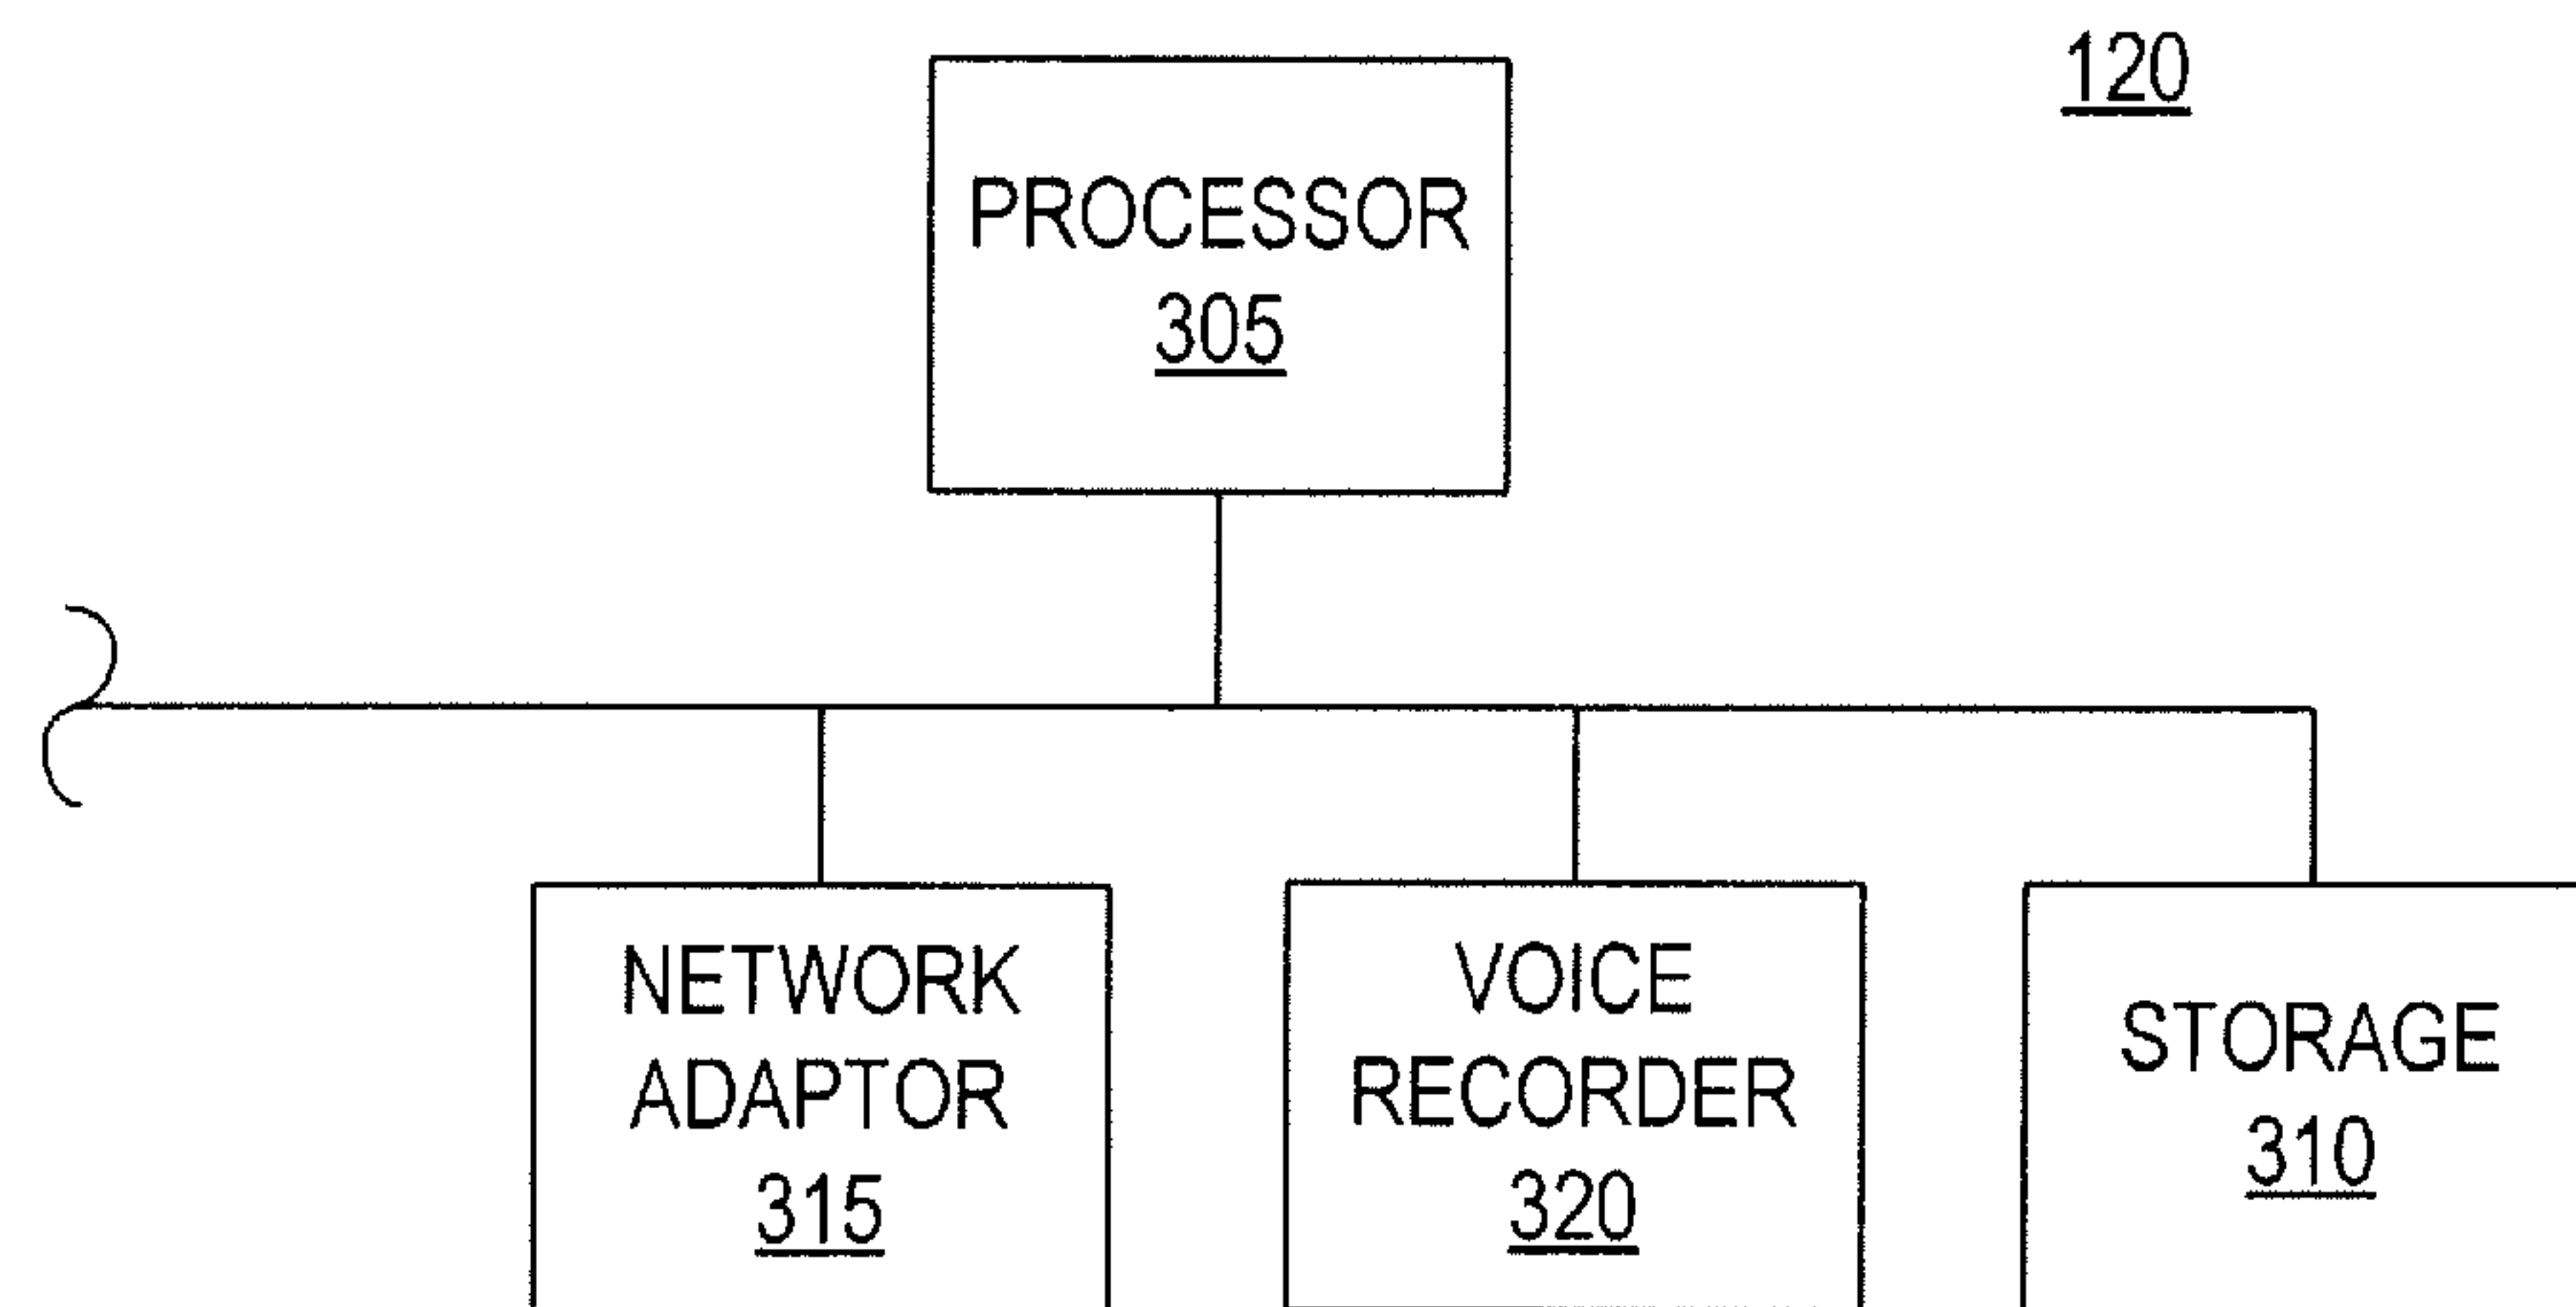 120
PROCESSOR
305
NETWORK
ADAPTOR
315
VOICE
RECORDER
320
STORAGE
310